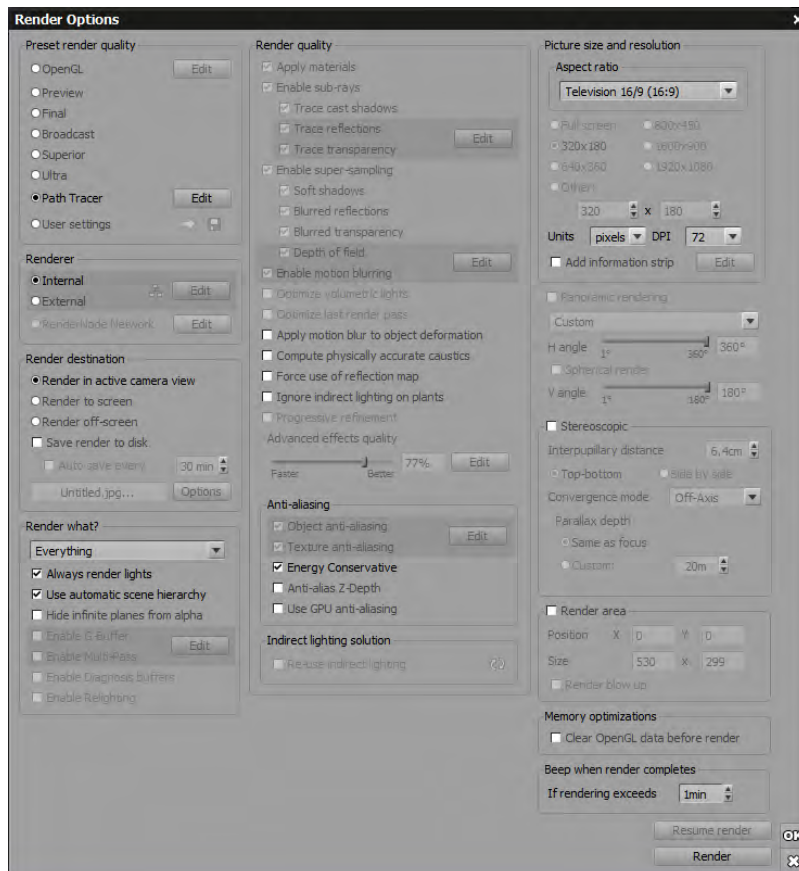 Render Options
Preset render quality
OpenGL Edit
Preview
Final
Broadcast
Superior
Ultra
Path Tracer Edit
User settings
Renderer
Internal Edit
External
RenderNode Network Edit
Render destination
Render in active camera view
Render to screen
Render off-screen
Save render to disk
Auto save every 30 min
Untitled.jpg... Options
Render what?
Everything
Always render lights
Use automatic scene hierarchy
Hide infinite planes from alpha
Enable G-Buffer Edit
Enable Multi-Pass
Enable Diagnosis Buffers
Enable Relighting
Render quality
Apply materials
Enable sub-rays
Trace cast shadows
Trace reflections Edit
Trace transparency
Enable super-sampling
Soft shadows
Blurred reflections
Blurred transparency
Depth of field Edit
Enable motion blurring
Optimize volumetric lights
Optimize last render pass
Apply motion blur to object deformation
Compute physically accurate caustics
Force use of reflection map
Ignore indirect lighting on plants
Progressive refinement
Advanced effects quality
77% Edit
Faster Better
Anti-aliasing
Object anti-aliasing Edit
Texture anti-aliasing
Energy Conservative
Anti-alias Z-Depth
Use GPU anti-aliasing
Indirect lighting solution
Re-use indirect lighting
Picture size and resolution
Aspect ratio
Television 16/9 (16:9)
Full screen 800x450
320x180 1600x900
640x360 1920x1080
Other:
320 x 180
Units pixels DPI 72
Add information strip Edit
Panoramic rendering
Custom
H angle 1° 360° 360°
Spherical render
V angle 1° 180° 180°
Stereoscopic
Interpupillary distance 6.4cm
Top-bottom Side by side
Convergence mode Off-Axis
Parallax depth
Same as focus
Custom 20m
Render area
Position X 0 Y 0
Size 530 x 299
Render blow up
Memory optimizations
Clear OpenGL data before render
Beep when render completes
If rendering exceeds 1min
Resume render
Render
OK